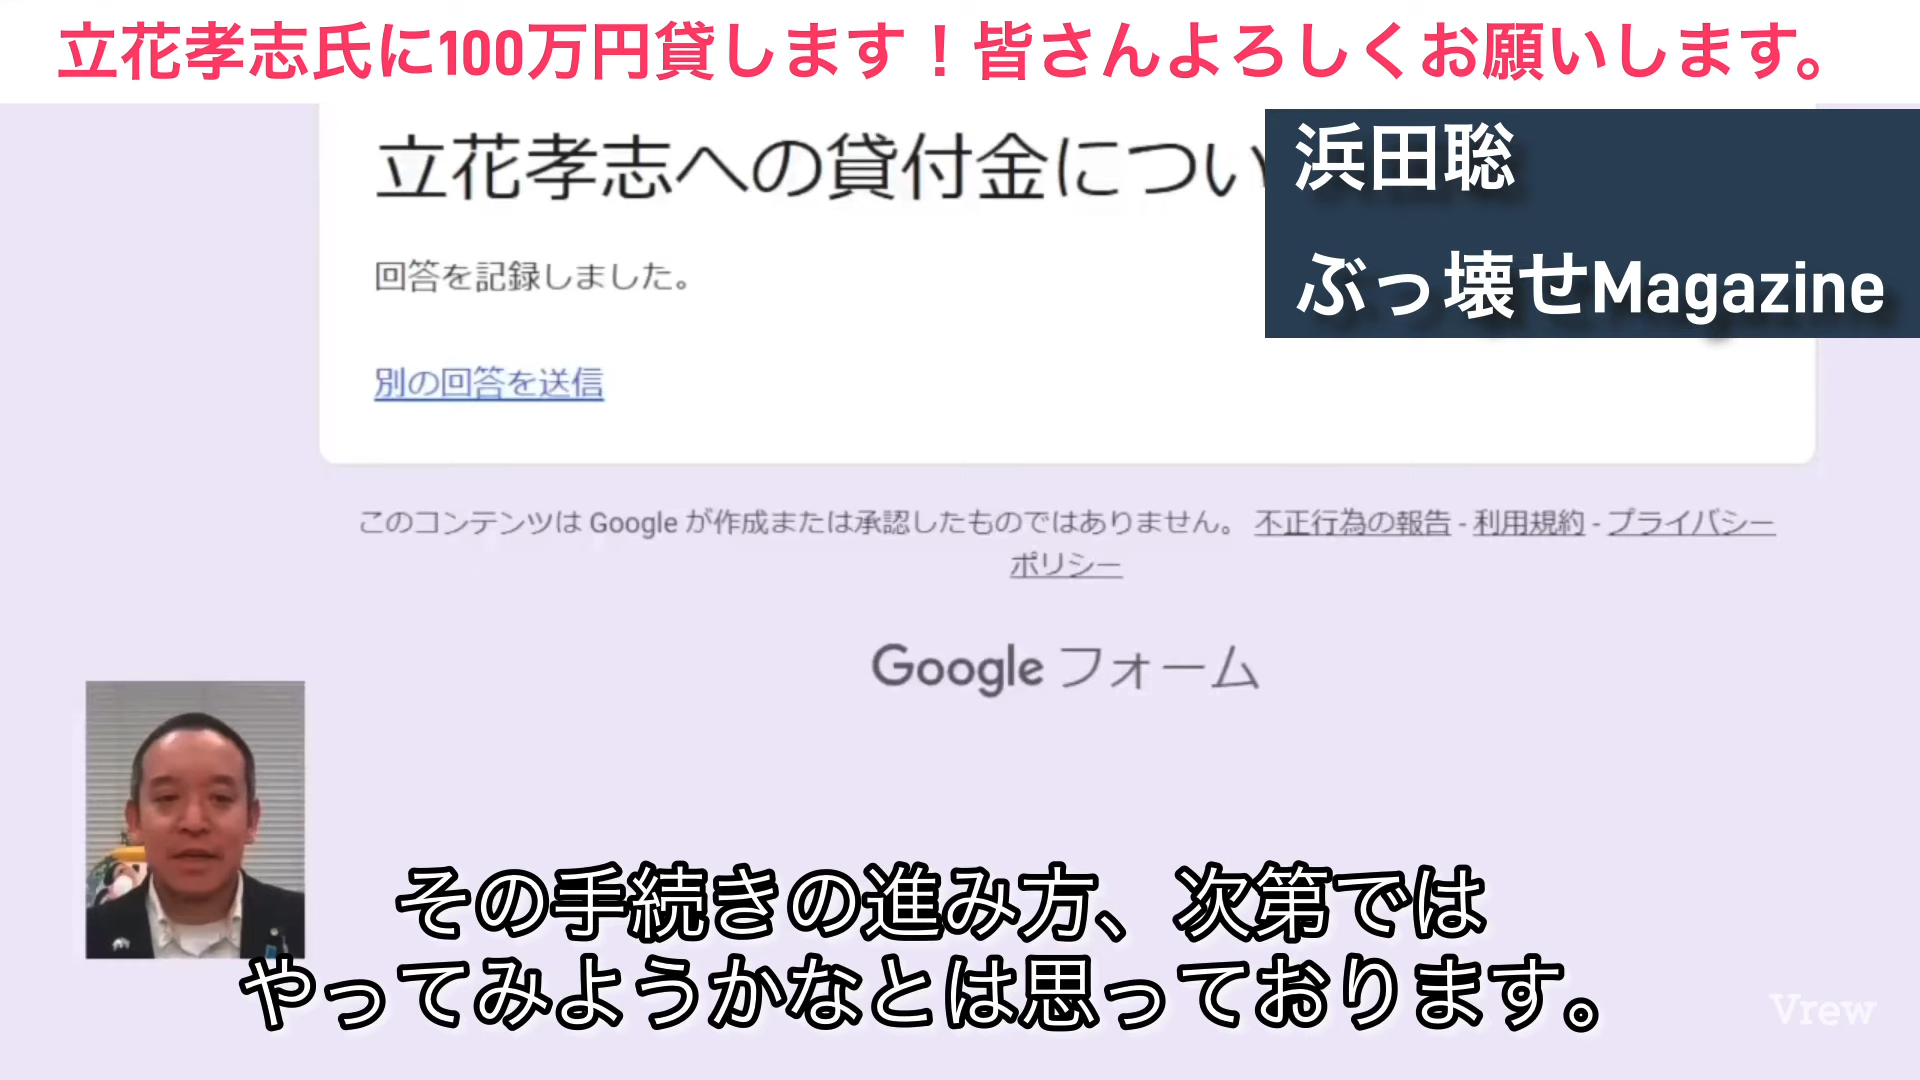 立花孝志氏に100万円貸します！皆さんよろしくお願いします。
立花孝志への貸付金につい
浜田聡
ぶっ壊せMagazine
回答を記録しました。
別の回答を送信
このコンテンツは Google が作成または承認したものではありません。 不正行為の報告 - 利用規約 - プライバシー
ポリシー
Google フォーム
その手続きの進み方、次第では
やってみようかなとは思っております。
Vrew